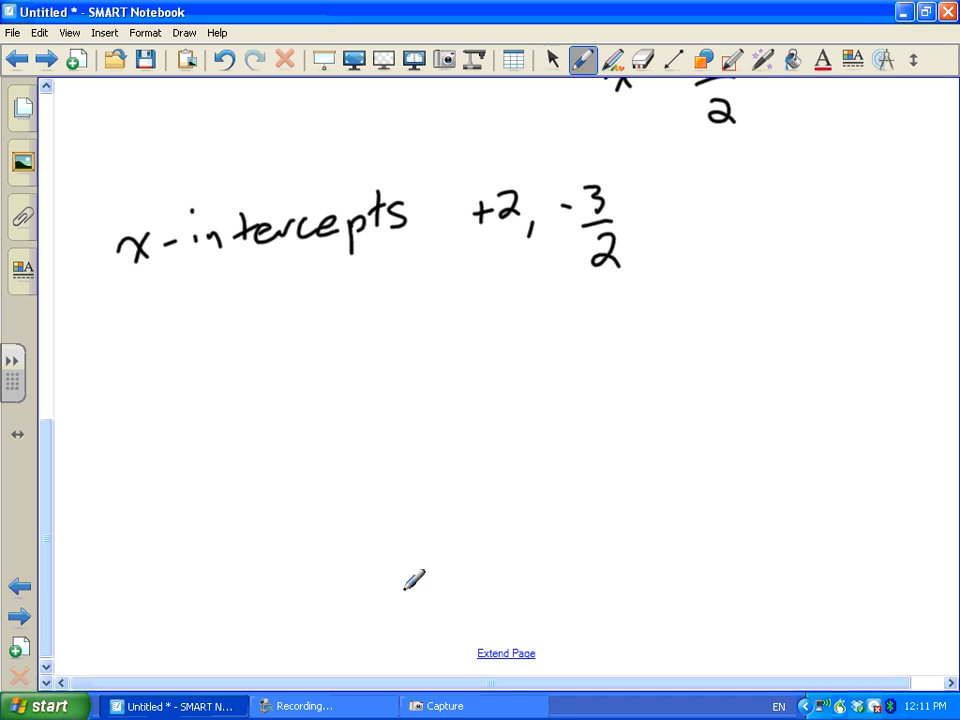 Untitled * - SMART Notebook
File Edit View Insert Format Draw Help
x
2
x-intercepts +2, -3/2
Extend Page
start Untitled * - SMART N... Recording... Capture EN 12:11 PM